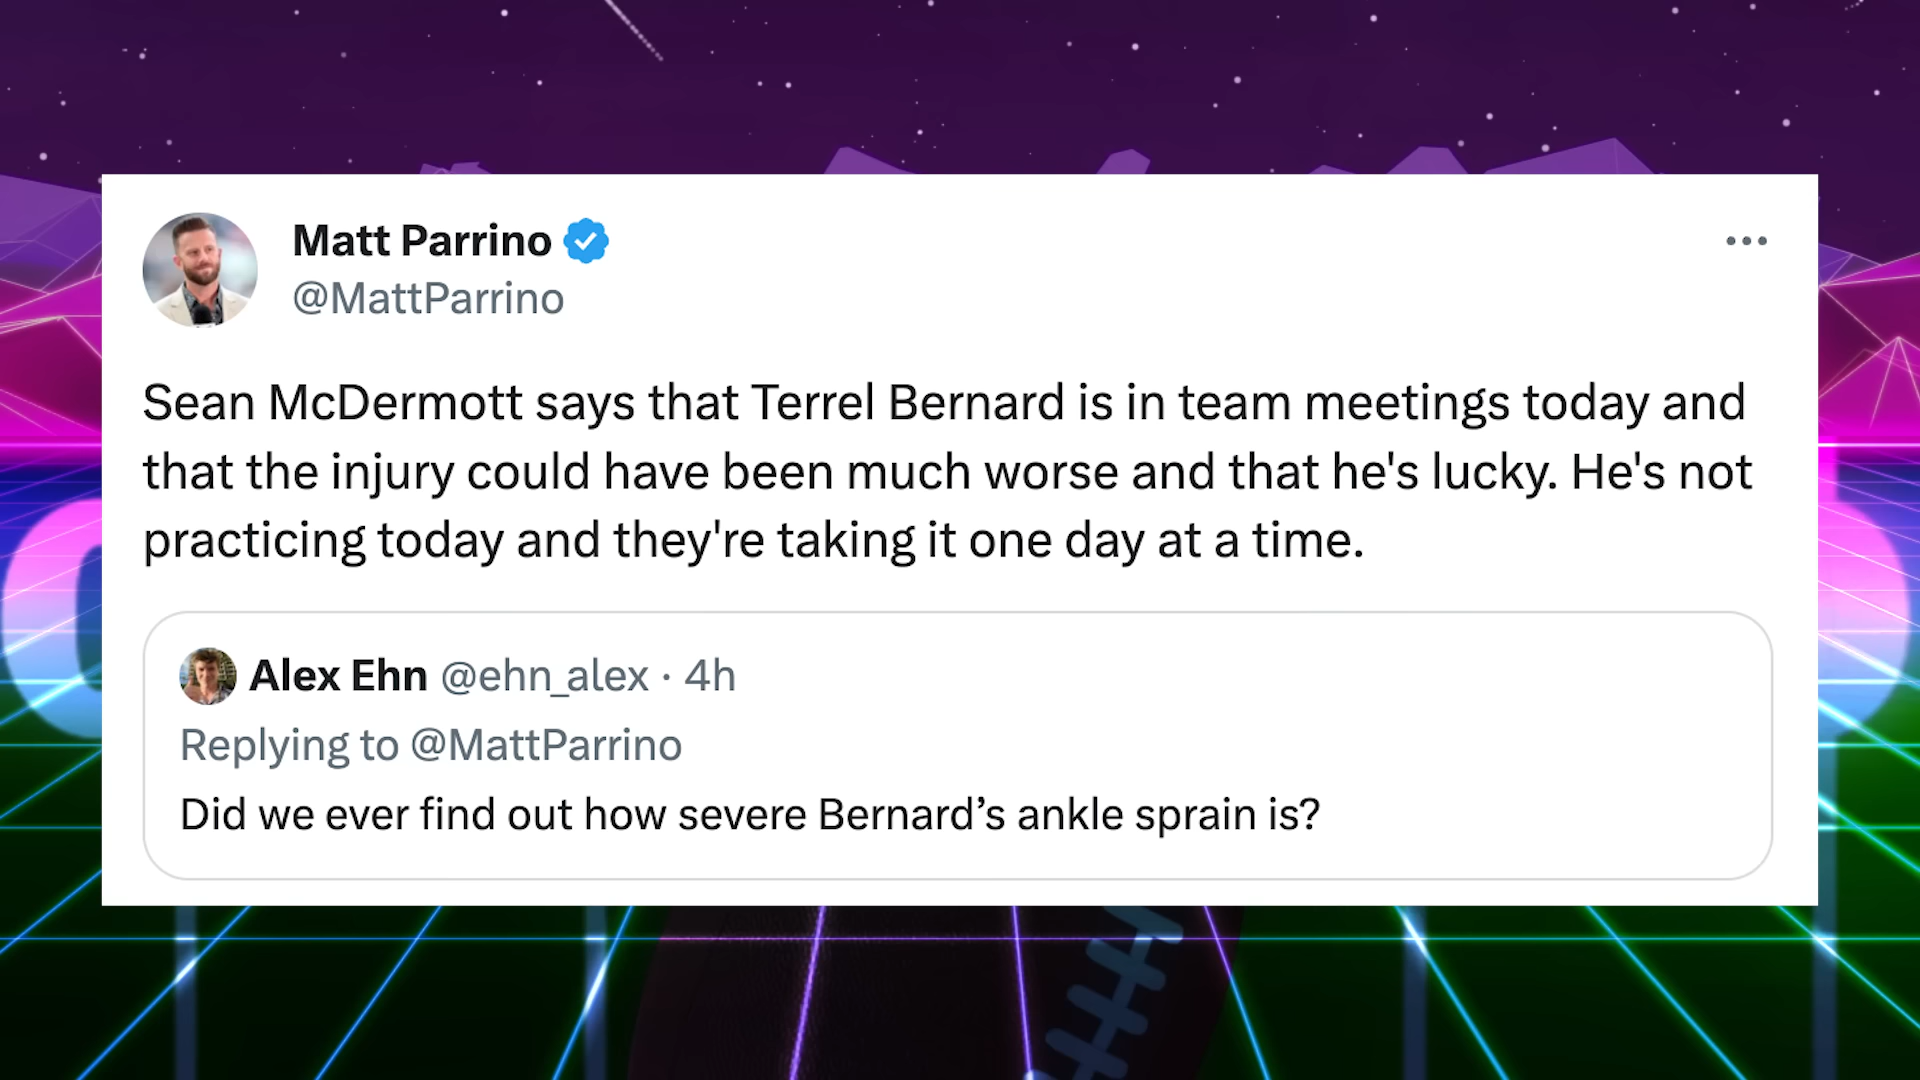 Matt Parrino
@MattParrino
Sean McDermott says that Terrel Bernard is in team meetings today and
that the injury could have been much worse and that he's lucky. He's not
practicing today and they're taking it one day at a time.
Alex Ehn @ehn_alex · 4h
Replying to @MattParrino
Did we ever find out how severe Bernard’s ankle sprain is?